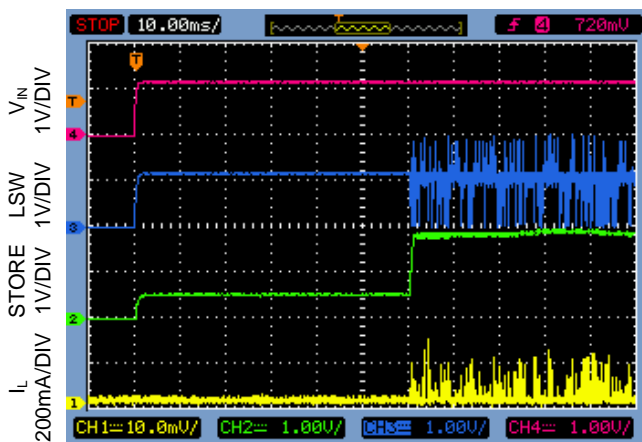 STOP 10.00ms/ T ƒ 4 720mV
V_IN
1V/DIV
LSW
1V/DIV
STORE
1V/DIV
I_L
200mA/DIV
T
T
4
3
2
1
CH1 10.0mV/ CH2 1.00V/ CH3 1.00V/ CH4 1.00V/